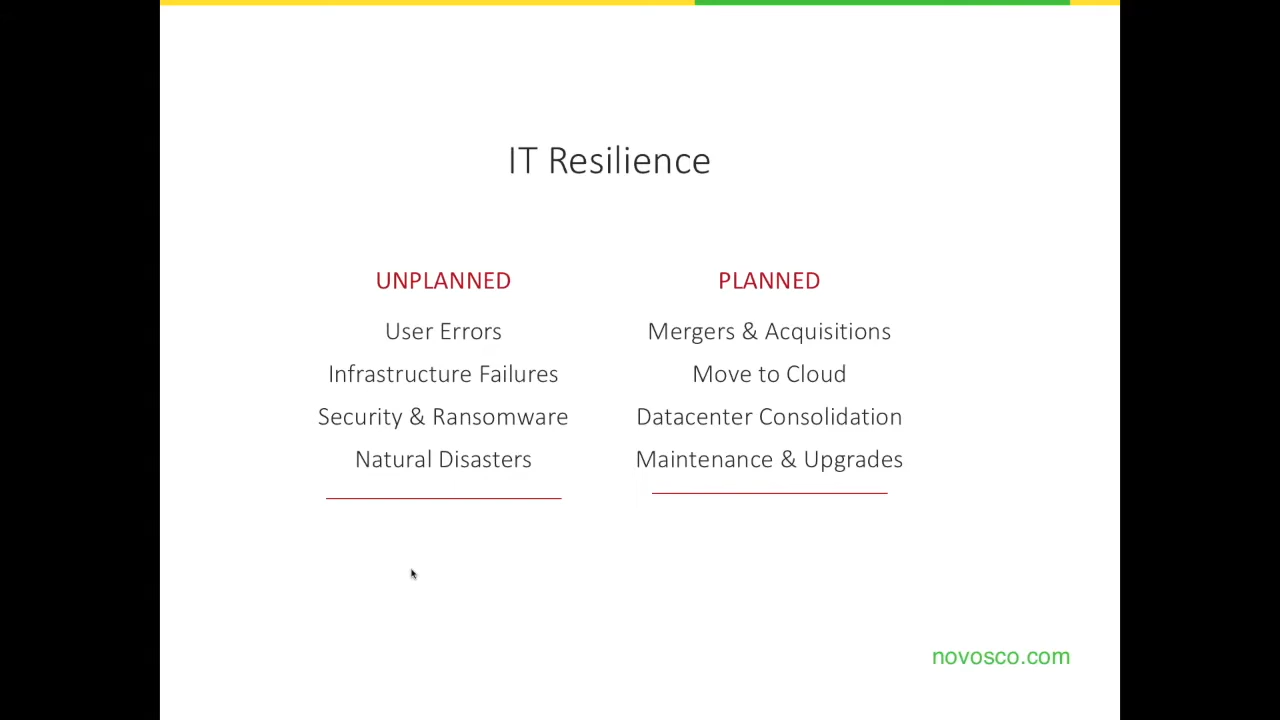 IT Resilience
UNPLANNED
User Errors
Infrastructure Failures
Security & Ransomware
Natural Disasters
PLANNED
Mergers & Acquisitions
Move to Cloud
Datacenter Consolidation
Maintenance & Upgrades
novosco.com